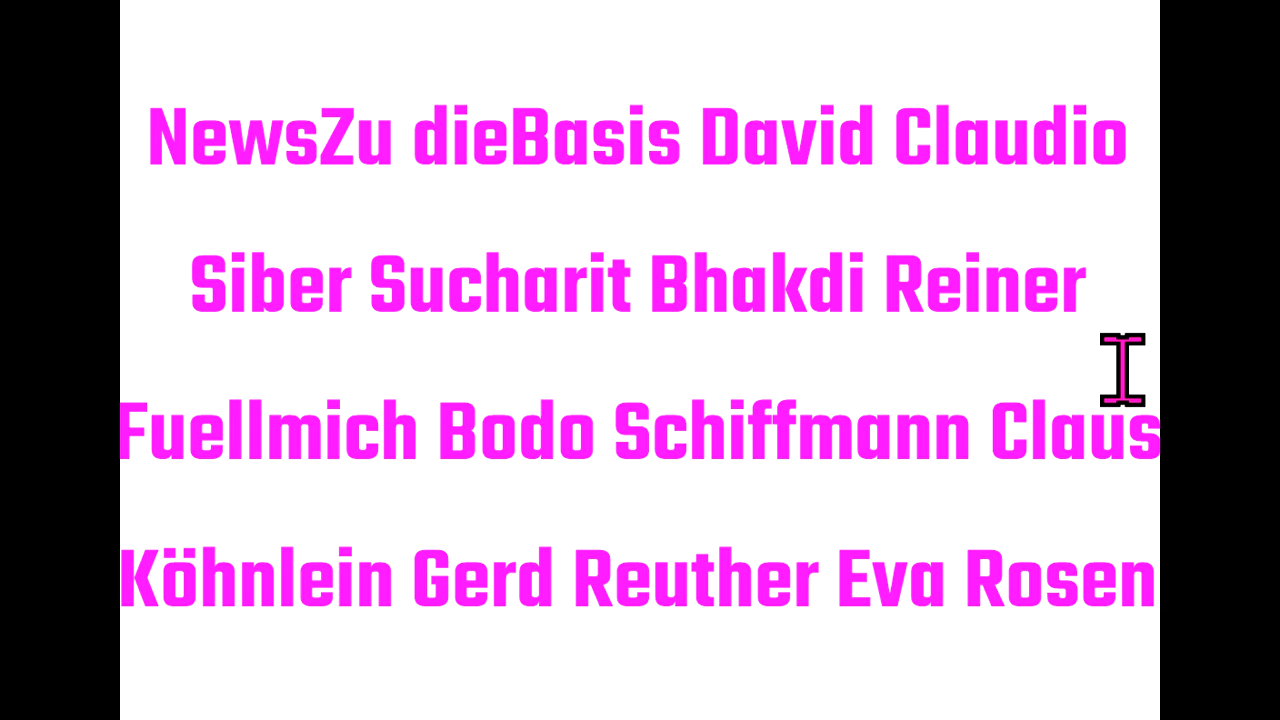 NewsZu dieBasis David Claudio
Siber Sucharit Bhakdi Reiner
Fuellmich Bodo Schiffmann Claus
Köhnlein Gerd Reuther Eva Rosen